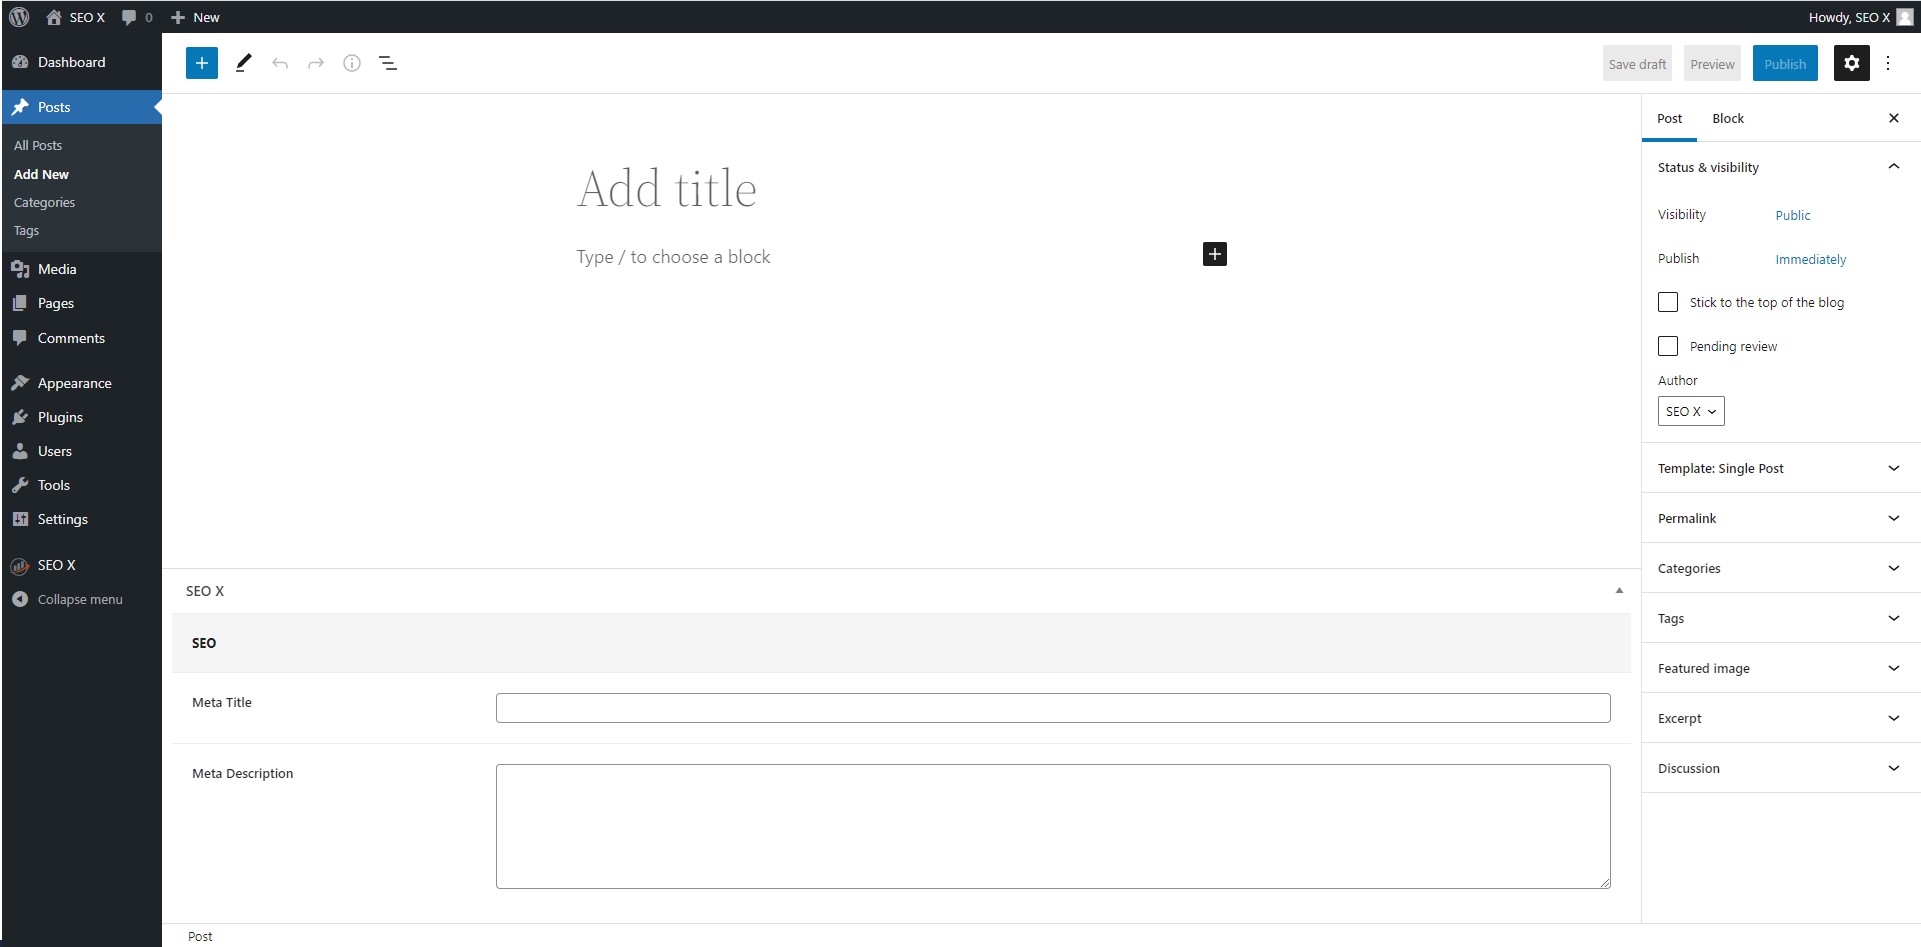 SEO X 0 New Howdy, SEO X
Dashboard
Posts
All Posts
Add New
Categories
Tags
Media
Pages
Comments
Appearance
Plugins
Users
Tools
Settings
SEO X
Collapse menu
Save draft Preview Publish
Add title
Type / to choose a block
SEO X
SEO
Meta Title
Meta Description
Post
Post Block
Status & visibility
Visibility Public
Publish Immediately
Stick to the top of the blog
Pending review
Author
SEO X
Template: Single Post
Permalink
Categories
Tags
Featured image
Excerpt
Discussion